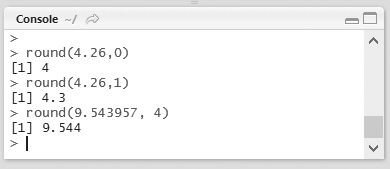 Console ~/
>
> round(4.26,0)
[1] 4
> round(4.26,1)
[1] 4.3
> round(9.543957, 4)
[1] 9.544
>